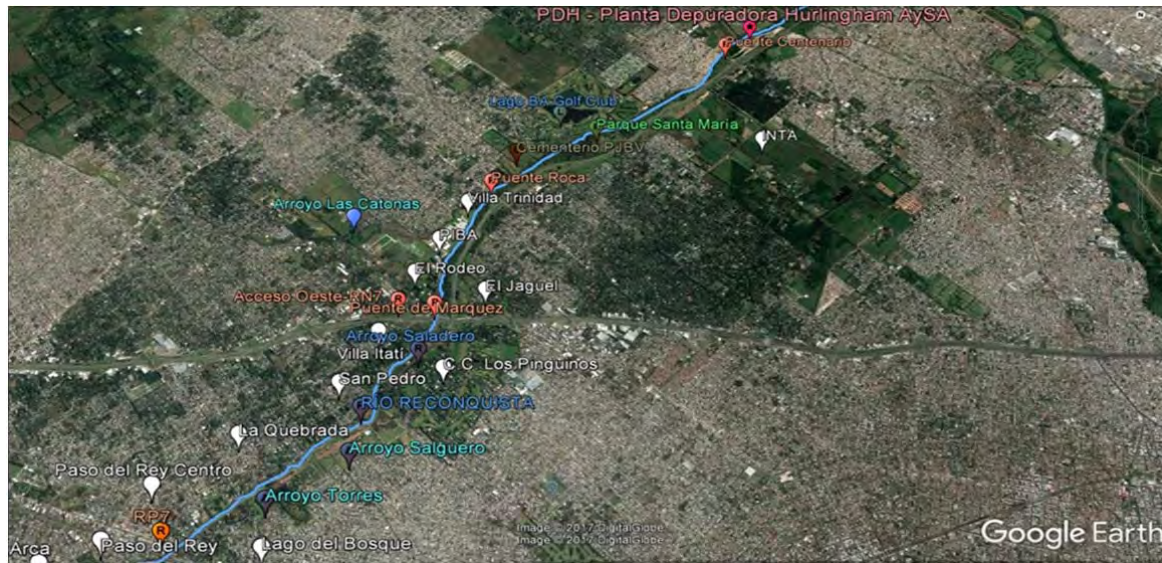 PDH - Planta Depuradora Hurlingham AySA
Puente Centenario
Lago BA Golf Club
Parque Santa Maria
INTA
Cementerio PJBV
Puente Roca
Villa Trinidad
Arroyo Las Catonas
PIBA
El Rodeo
El Jaguel
Acceso Oeste-RN7
Puente de Marquez
Arroyo Saladero
Villa Itatí
C.C. Los Pinguinos
San Pedro
RIO RECONQUISTA
La Quebrada
Arroyo Salguero
Paso del Rey Centro
Arroyo Torres
RP7
Image © 2017 DigitalGlobe
Image © 2017 DigitalGlobe
Google Earth
Arca
Paso del Rey
Lago del Bosque